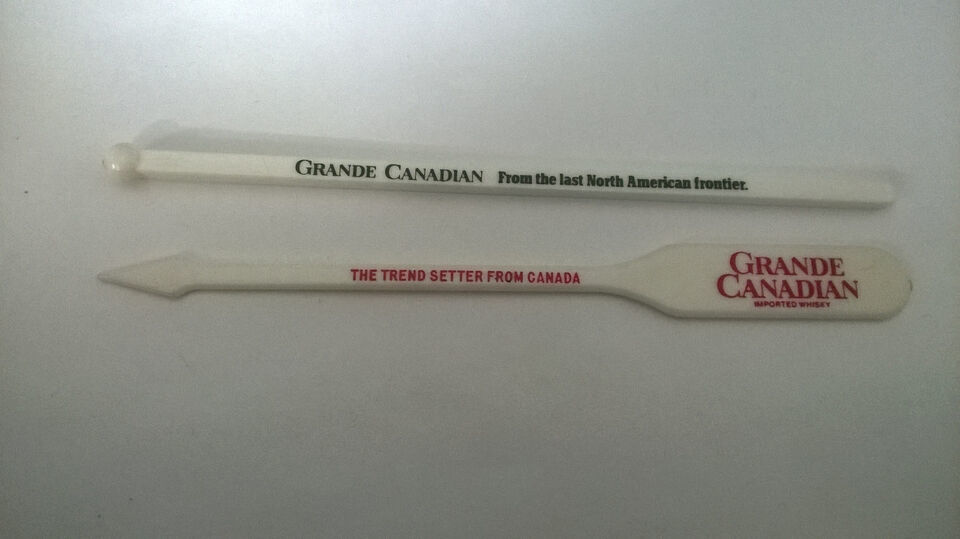 GRANDE CANADIAN From the last North American frontier.
THE TREND SETTER FROM CANADA
GRANDE
CANADIAN
IMPORTED WHISKY